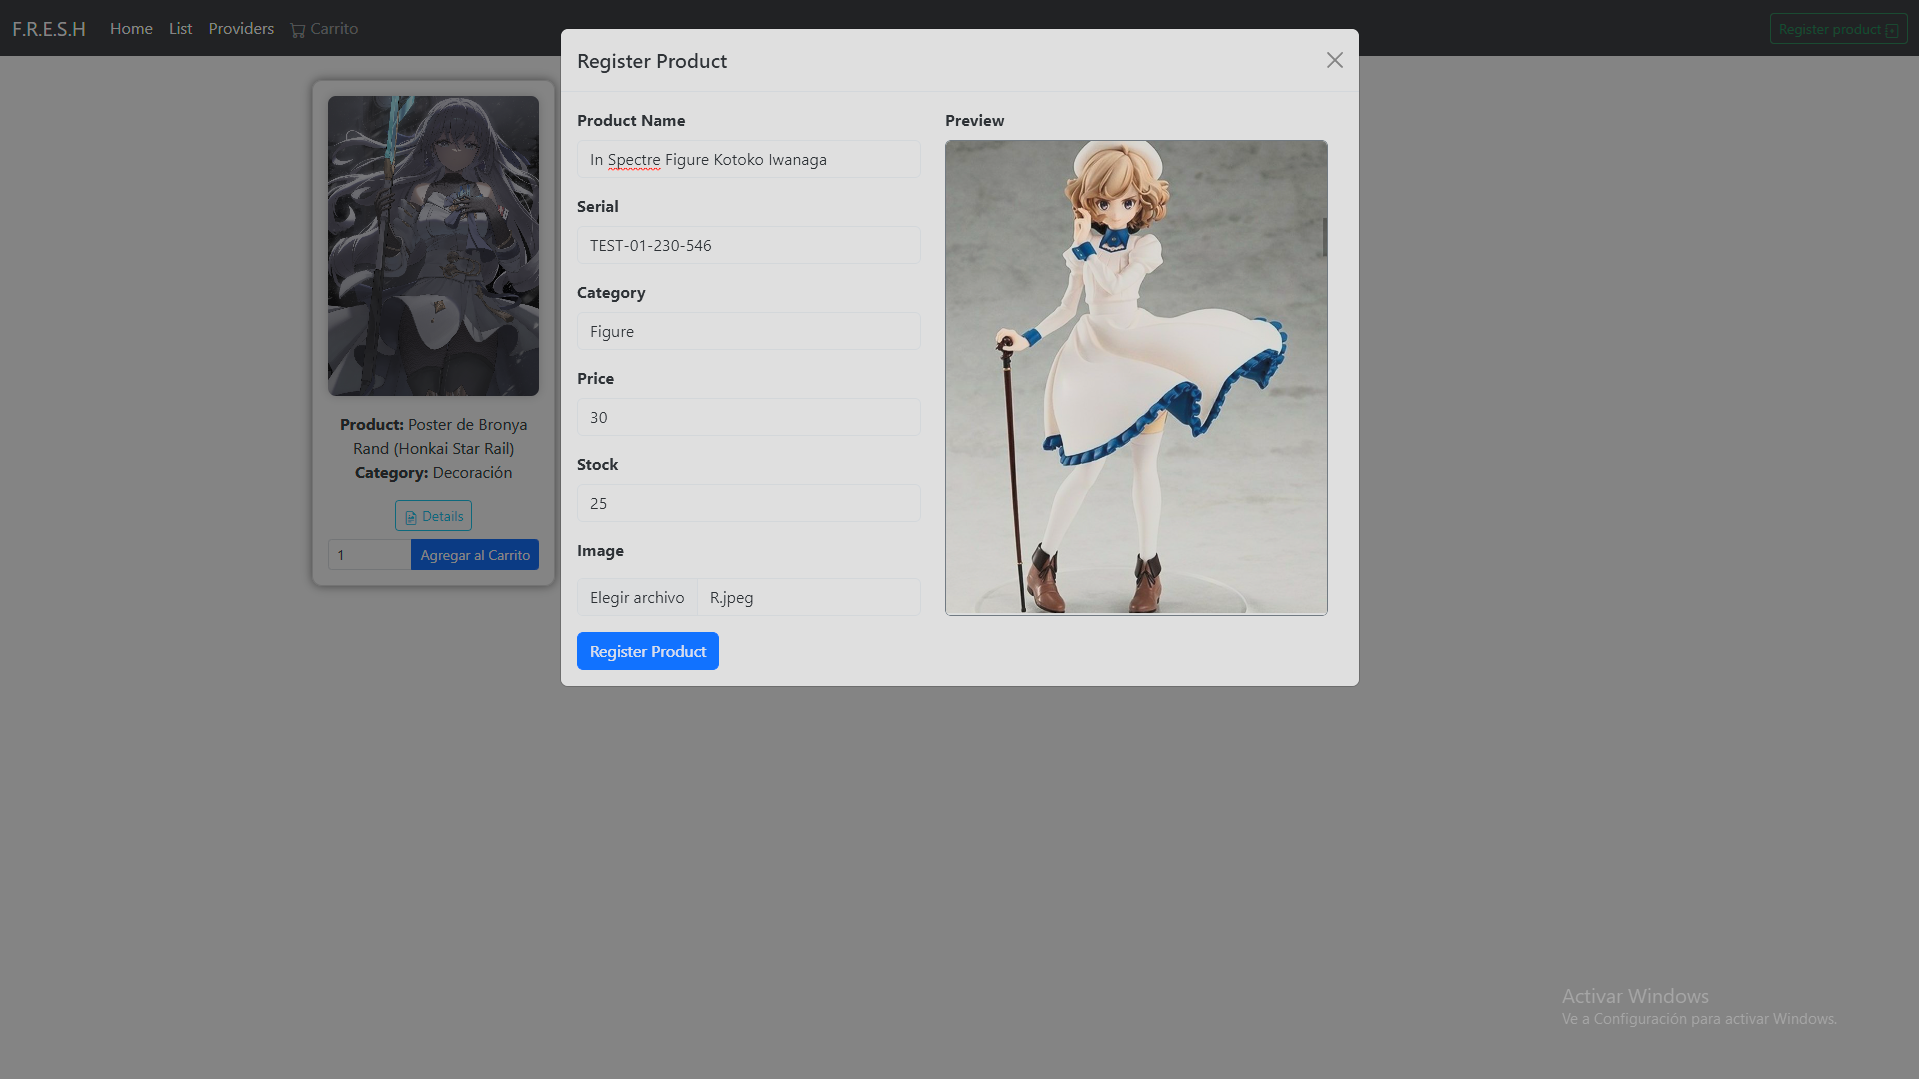 F.R.E.S.H
Home
List
Providers
Carrito
Register product
Register Product
Product Name
In Spectre Figure Kotoko Iwanaga
Serial
TEST-01-230-546
Category
Figure
Price
30
Stock
25
Image
Elegir archivo
R.jpeg
Register Product
Preview
Product: Poster de Bronya
Rand (Honkai Star Rail)
Category: Decoración
Details
1
Agregar al Carrito
Activar Windows
Ve a Configuración para activar Windows.